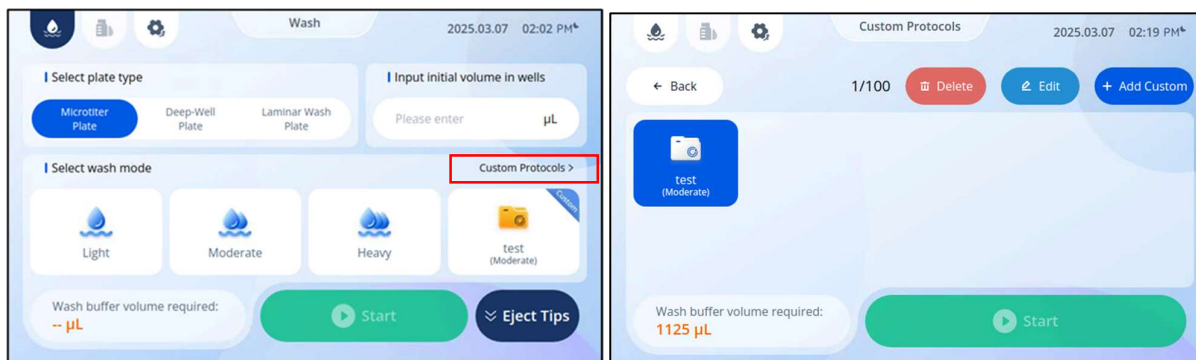 Wash
2025.03.07 02:02 PM
Select plate type
Microtiter
Plate
Deep-Well
Plate
Laminar Wash
Plate
Input initial volume in wells
Please enter
µL
Select wash mode
Custom Protocols >
Light
Moderate
Heavy
Custom
test
(Moderate)
Wash buffer volume required:
-- µL
Start
Eject Tips
Custom Protocols
2025.03.07 02:19 PM
← Back
1/100
Delete
Edit
+ Add Custom
test
(Moderate)
Wash buffer volume required:
1125 µL
Start